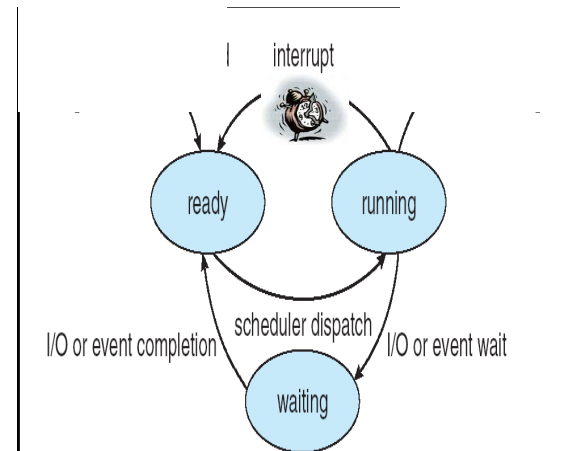 interrupt
ready
running
scheduler dispatch
I/O or event completion
I/O or event wait
waiting